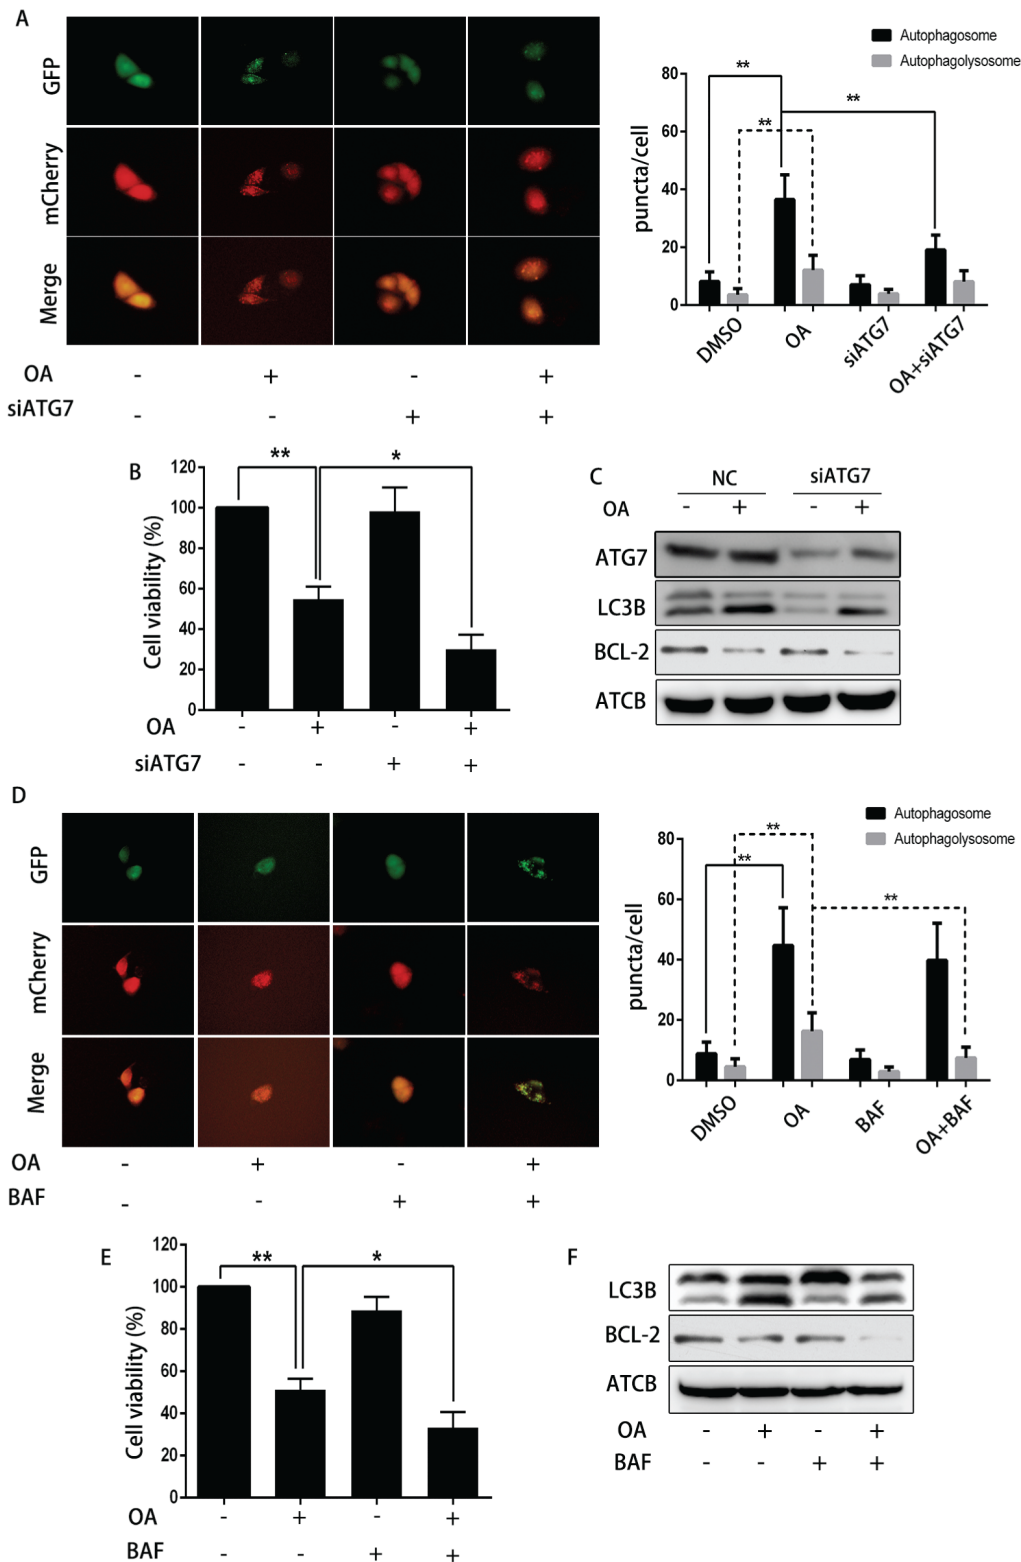 A
GFP
mCherry
Merge
OA - + - +
siATG7 - - + +
Autophagosome
Autophagolysosome
puncta/cell
80
60
40
20
0
** ** **
DMSO OA siATG7 OA+siATG7
B
Cell viability (%)
120
100
80
60
40
20
0
** *
OA - + - +
siATG7 - - + +
C
NC siATG7
OA - + - +
ATG7
LC3B
BCL-2
ATCB
D
GFP
mCherry
Merge
OA - + - +
BAF - - + +
Autophagosome
Autophagolysosome
puncta/cell
80
60
40
20
0
** ** **
DMSO OA BAF OA+BAF
E
Cell viability (%)
120
100
80
60
40
20
0
** *
OA - + - +
BAF - - + +
F
LC3B
BCL-2
ATCB
OA - + - +
BAF - - + +